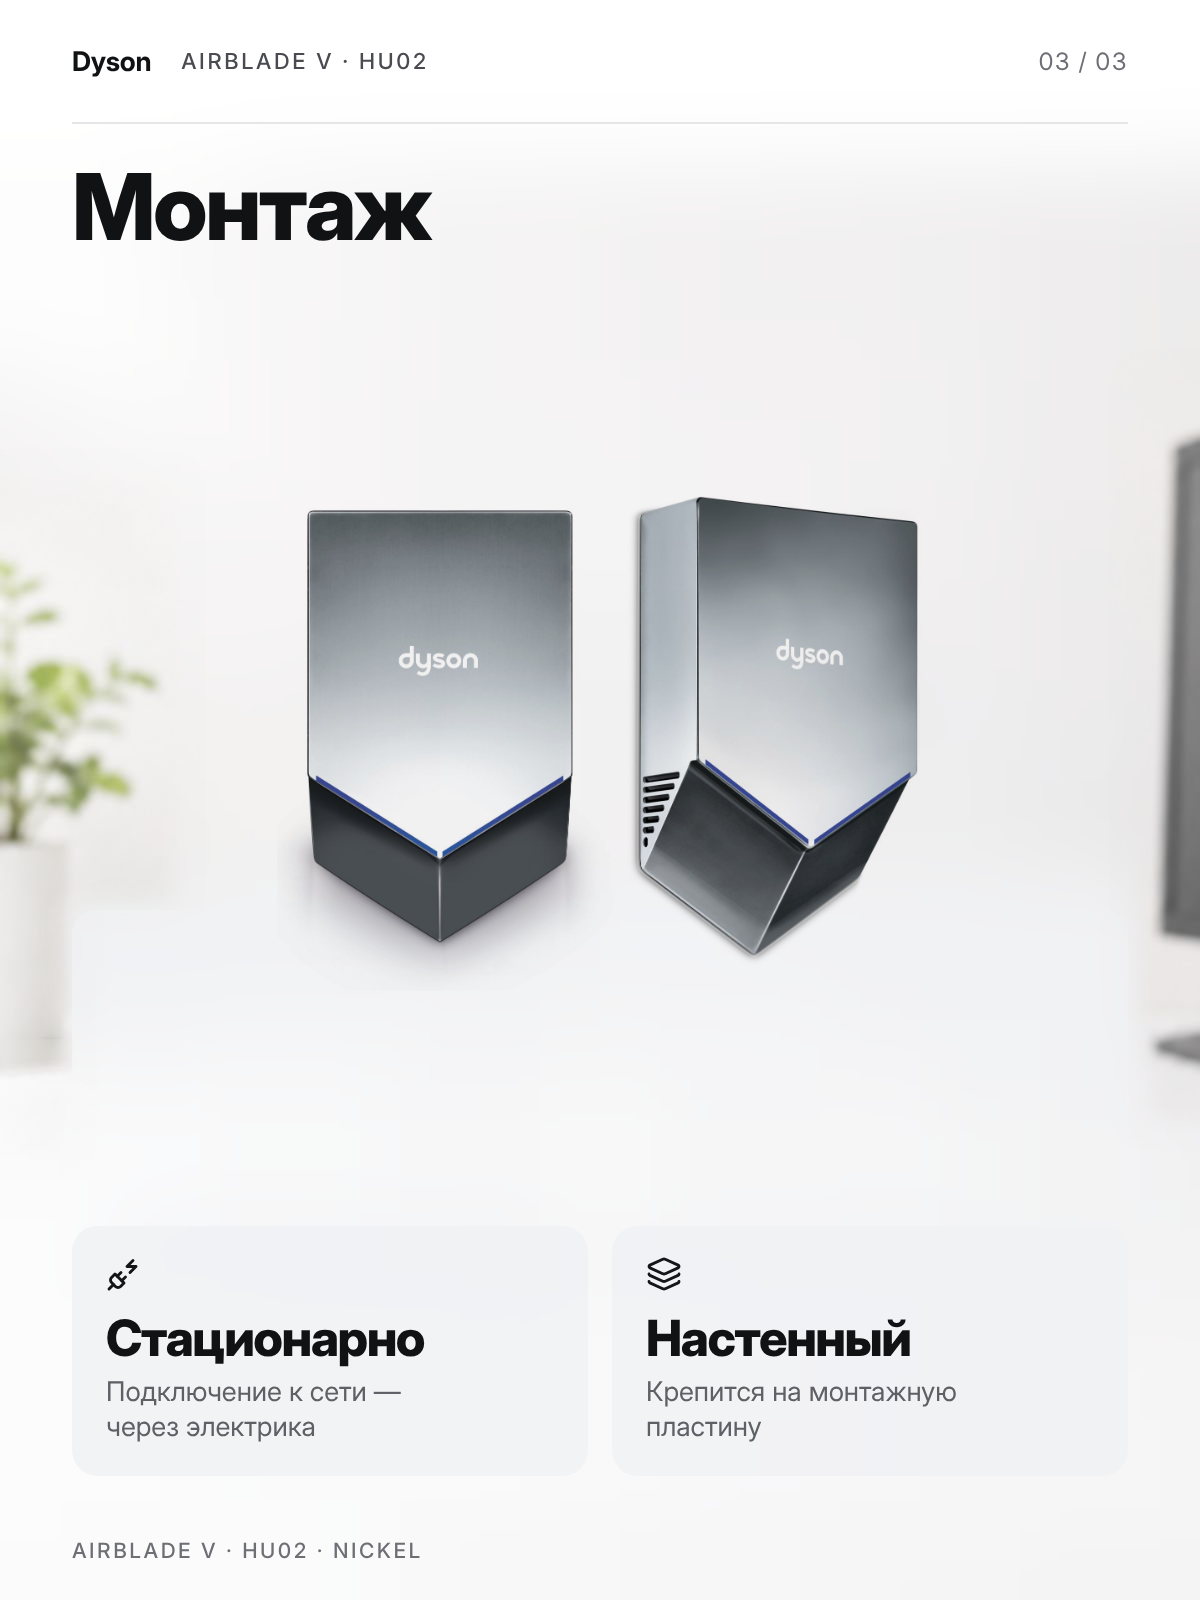 Dyson AIRBLADE V · HU02 03 / 03
Монтаж
dyson dyson
Стационарно
Подключение к сети —
через электрика
Настенный
Крепится на монтажную
пластину
AIRBLADE V · HU02 · NICKEL